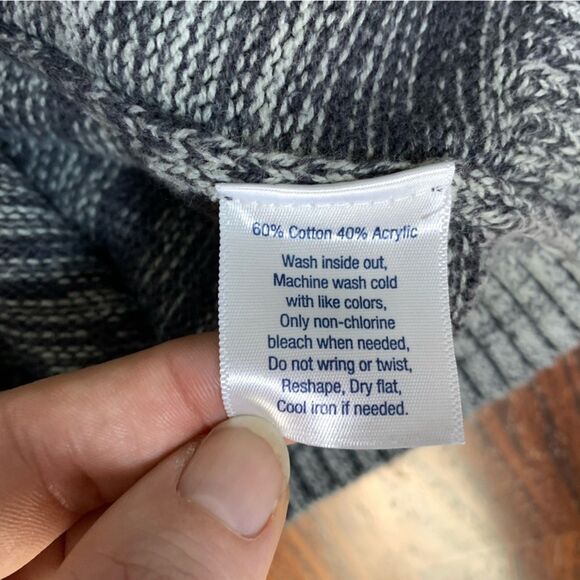 60% Cotton 40% Acrylic
Wash inside out,
Machine wash cold
with like colors,
Only non-chlorine
bleach when needed,
Do not wring or twist,
Reshape, Dry flat,
Cool iron if needed.